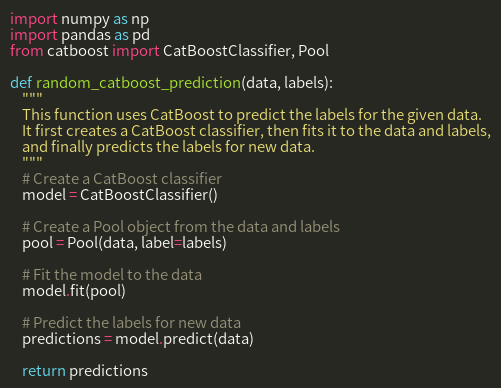 import numpy as np
import pandas as pd
from catboost import CatBoostClassifier, Pool

def random_catboost_prediction(data, labels):
    """
    This function uses CatBoost to predict the labels for the given data.
    It first creates a CatBoost classifier, then fits it to the data and labels,
    and finally predicts the labels for new data.
    """
    # Create a CatBoost classifier
    model = CatBoostClassifier()

    # Create a Pool object from the data and labels
    pool = Pool(data, label=labels)

    # Fit the model to the data
    model.fit(pool)

    # Predict the labels for new data
    predictions = model.predict(data)

    return predictions